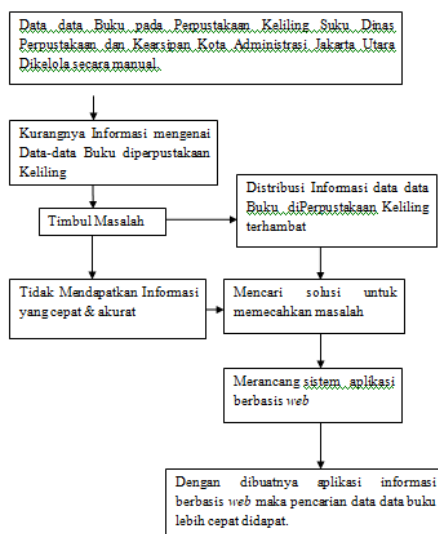 Data data Buku pada Perpustakaan Keliling Suku Dinas
Perpustakaan dan Kearsipan Kota Administrasi Jakarta Utara
Dikelola secara manual.
Kurangnya Informasi mengenai
Data-data Buku diperpustakaan
Keliling
Timbul Masalah
Distribusi Informasi data data
Buku diPerpustakaan Keliling
terhambat
Tidak Mendapatkan Informasi
yang cepat & akurat
Mencari solusi untuk
memecahkan masalah
Merancang sistem aplikasi
berbasis web
Dengan dibuatnya aplikasi informasi
berbasis web maka pencarian data data buku
lebih cepat didapat.